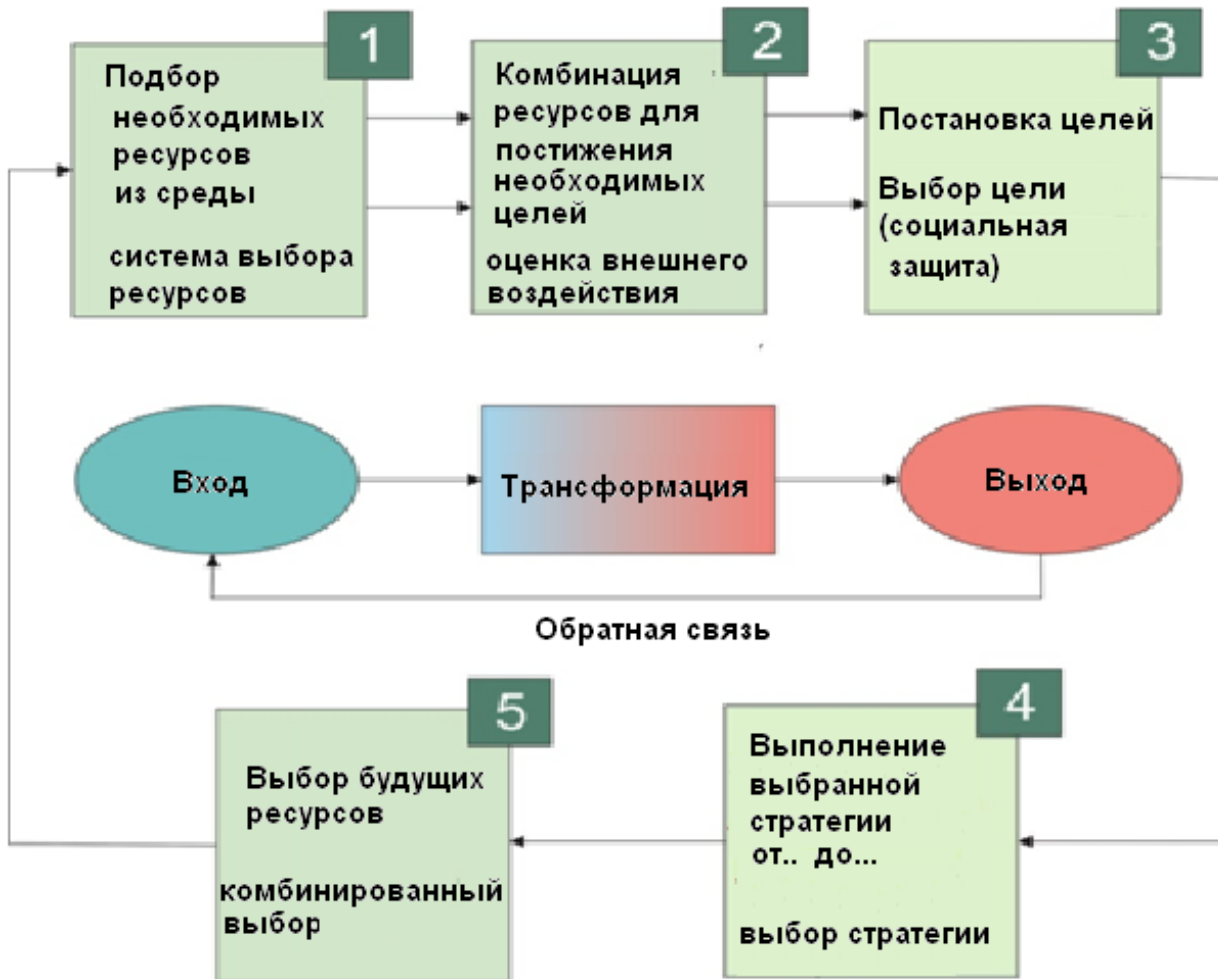 1
Подбор
необходимых
ресурсов
из среды
система выбора
ресурсов
2
Комбинация
ресурсов для
постижения
необходимых
целей
оценка внешнего
воздействия
3
Постановка целей
Выбор цели
(социальная
защита)
Вход
Трансформация
Выход
Обратная связь
5
Выбор будущих
ресурсов
комбинированный
выбор
4
Выполнение
выбранной
стратегии
от.. до...
выбор стратегии